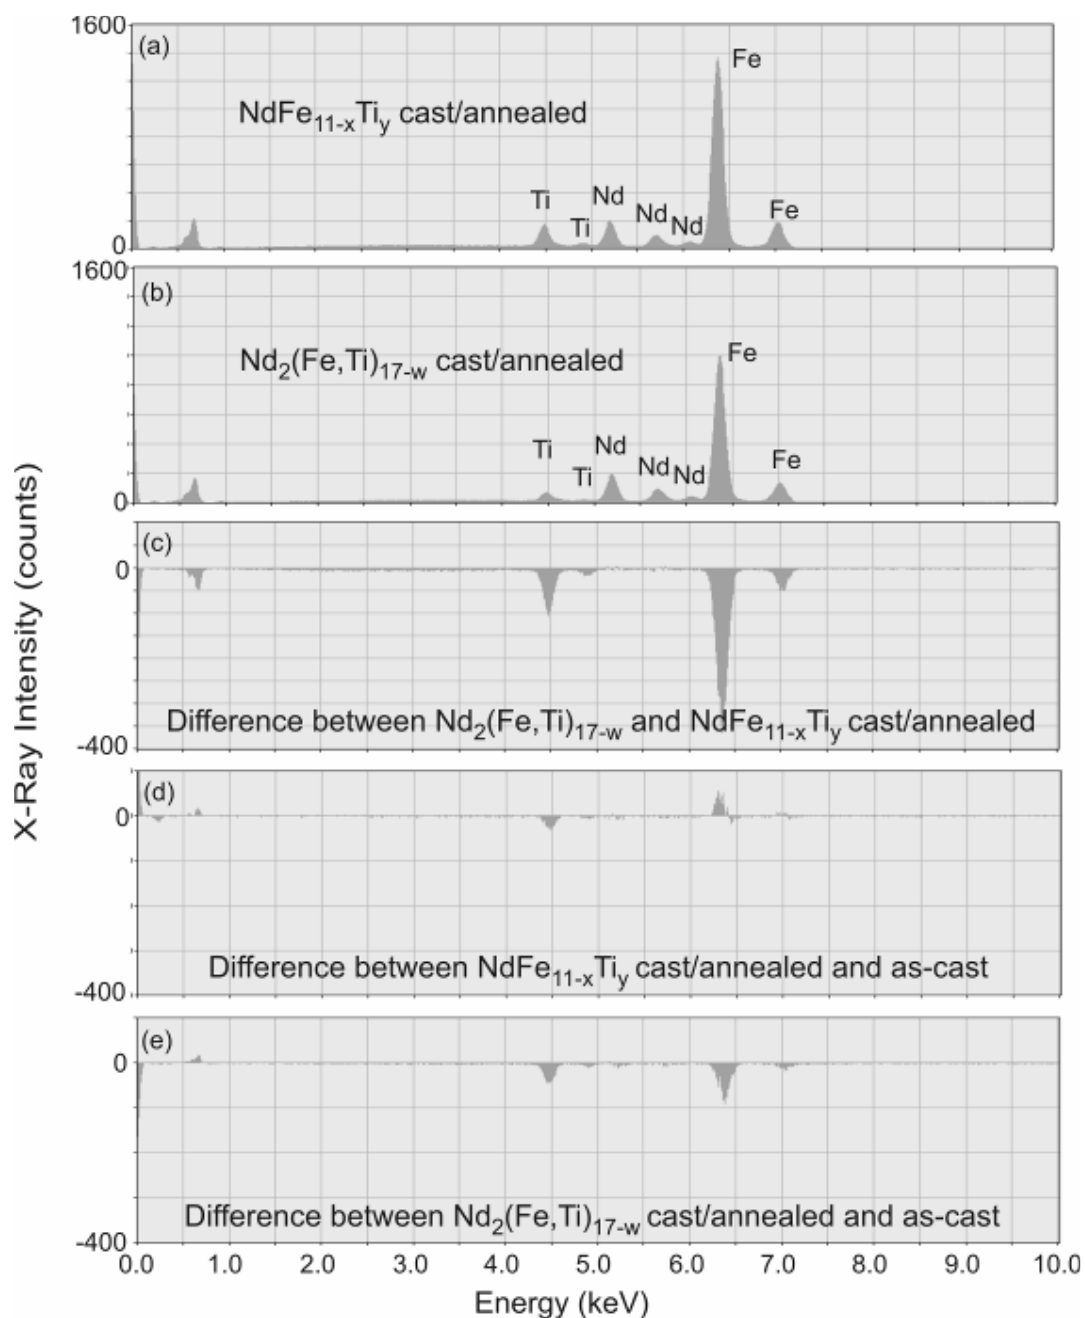 1600
(a)
Fe
NdFe11-xTiy cast/annealed
Ti
Ti
Nd
Nd
Nd
Fe
0
1600
(b)
Fe
Nd2(Fe,Ti)17-w cast/annealed
Ti
Ti
Nd
Nd
Nd
Fe
0
(c)
0
Difference between Nd2(Fe,Ti)17-w and NdFe11-xTiy cast/annealed
-400
(d)
0
Difference between NdFe11-xTiy cast/annealed and as-cast
-400
(e)
0
Difference between Nd2(Fe,Ti)17-w cast/annealed and as-cast
-400
0.0 1.0 2.0 3.0 4.0 5.0 6.0 7.0 8.0 9.0 10.0
Energy (keV)
X-Ray Intensity (counts)